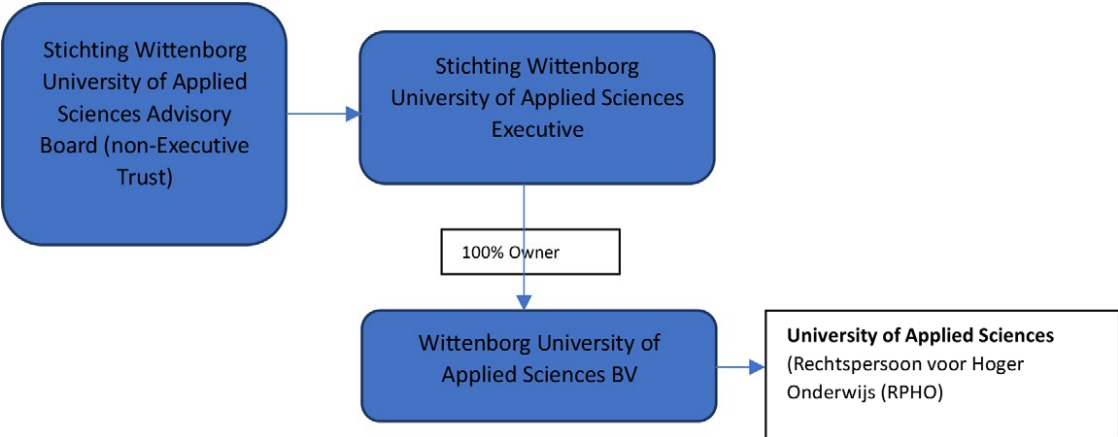 Stichting Wittenborg
University of Applied
Sciences Advisory
Board (non-Executive
Trust)
Stichting Wittenborg
University of Applied Sciences
Executive
100% Owner
Wittenborg University of
Applied Sciences BV
University of Applied Sciences
(Rechtspersoon voor Hoger
Onderwijs (RPHO)